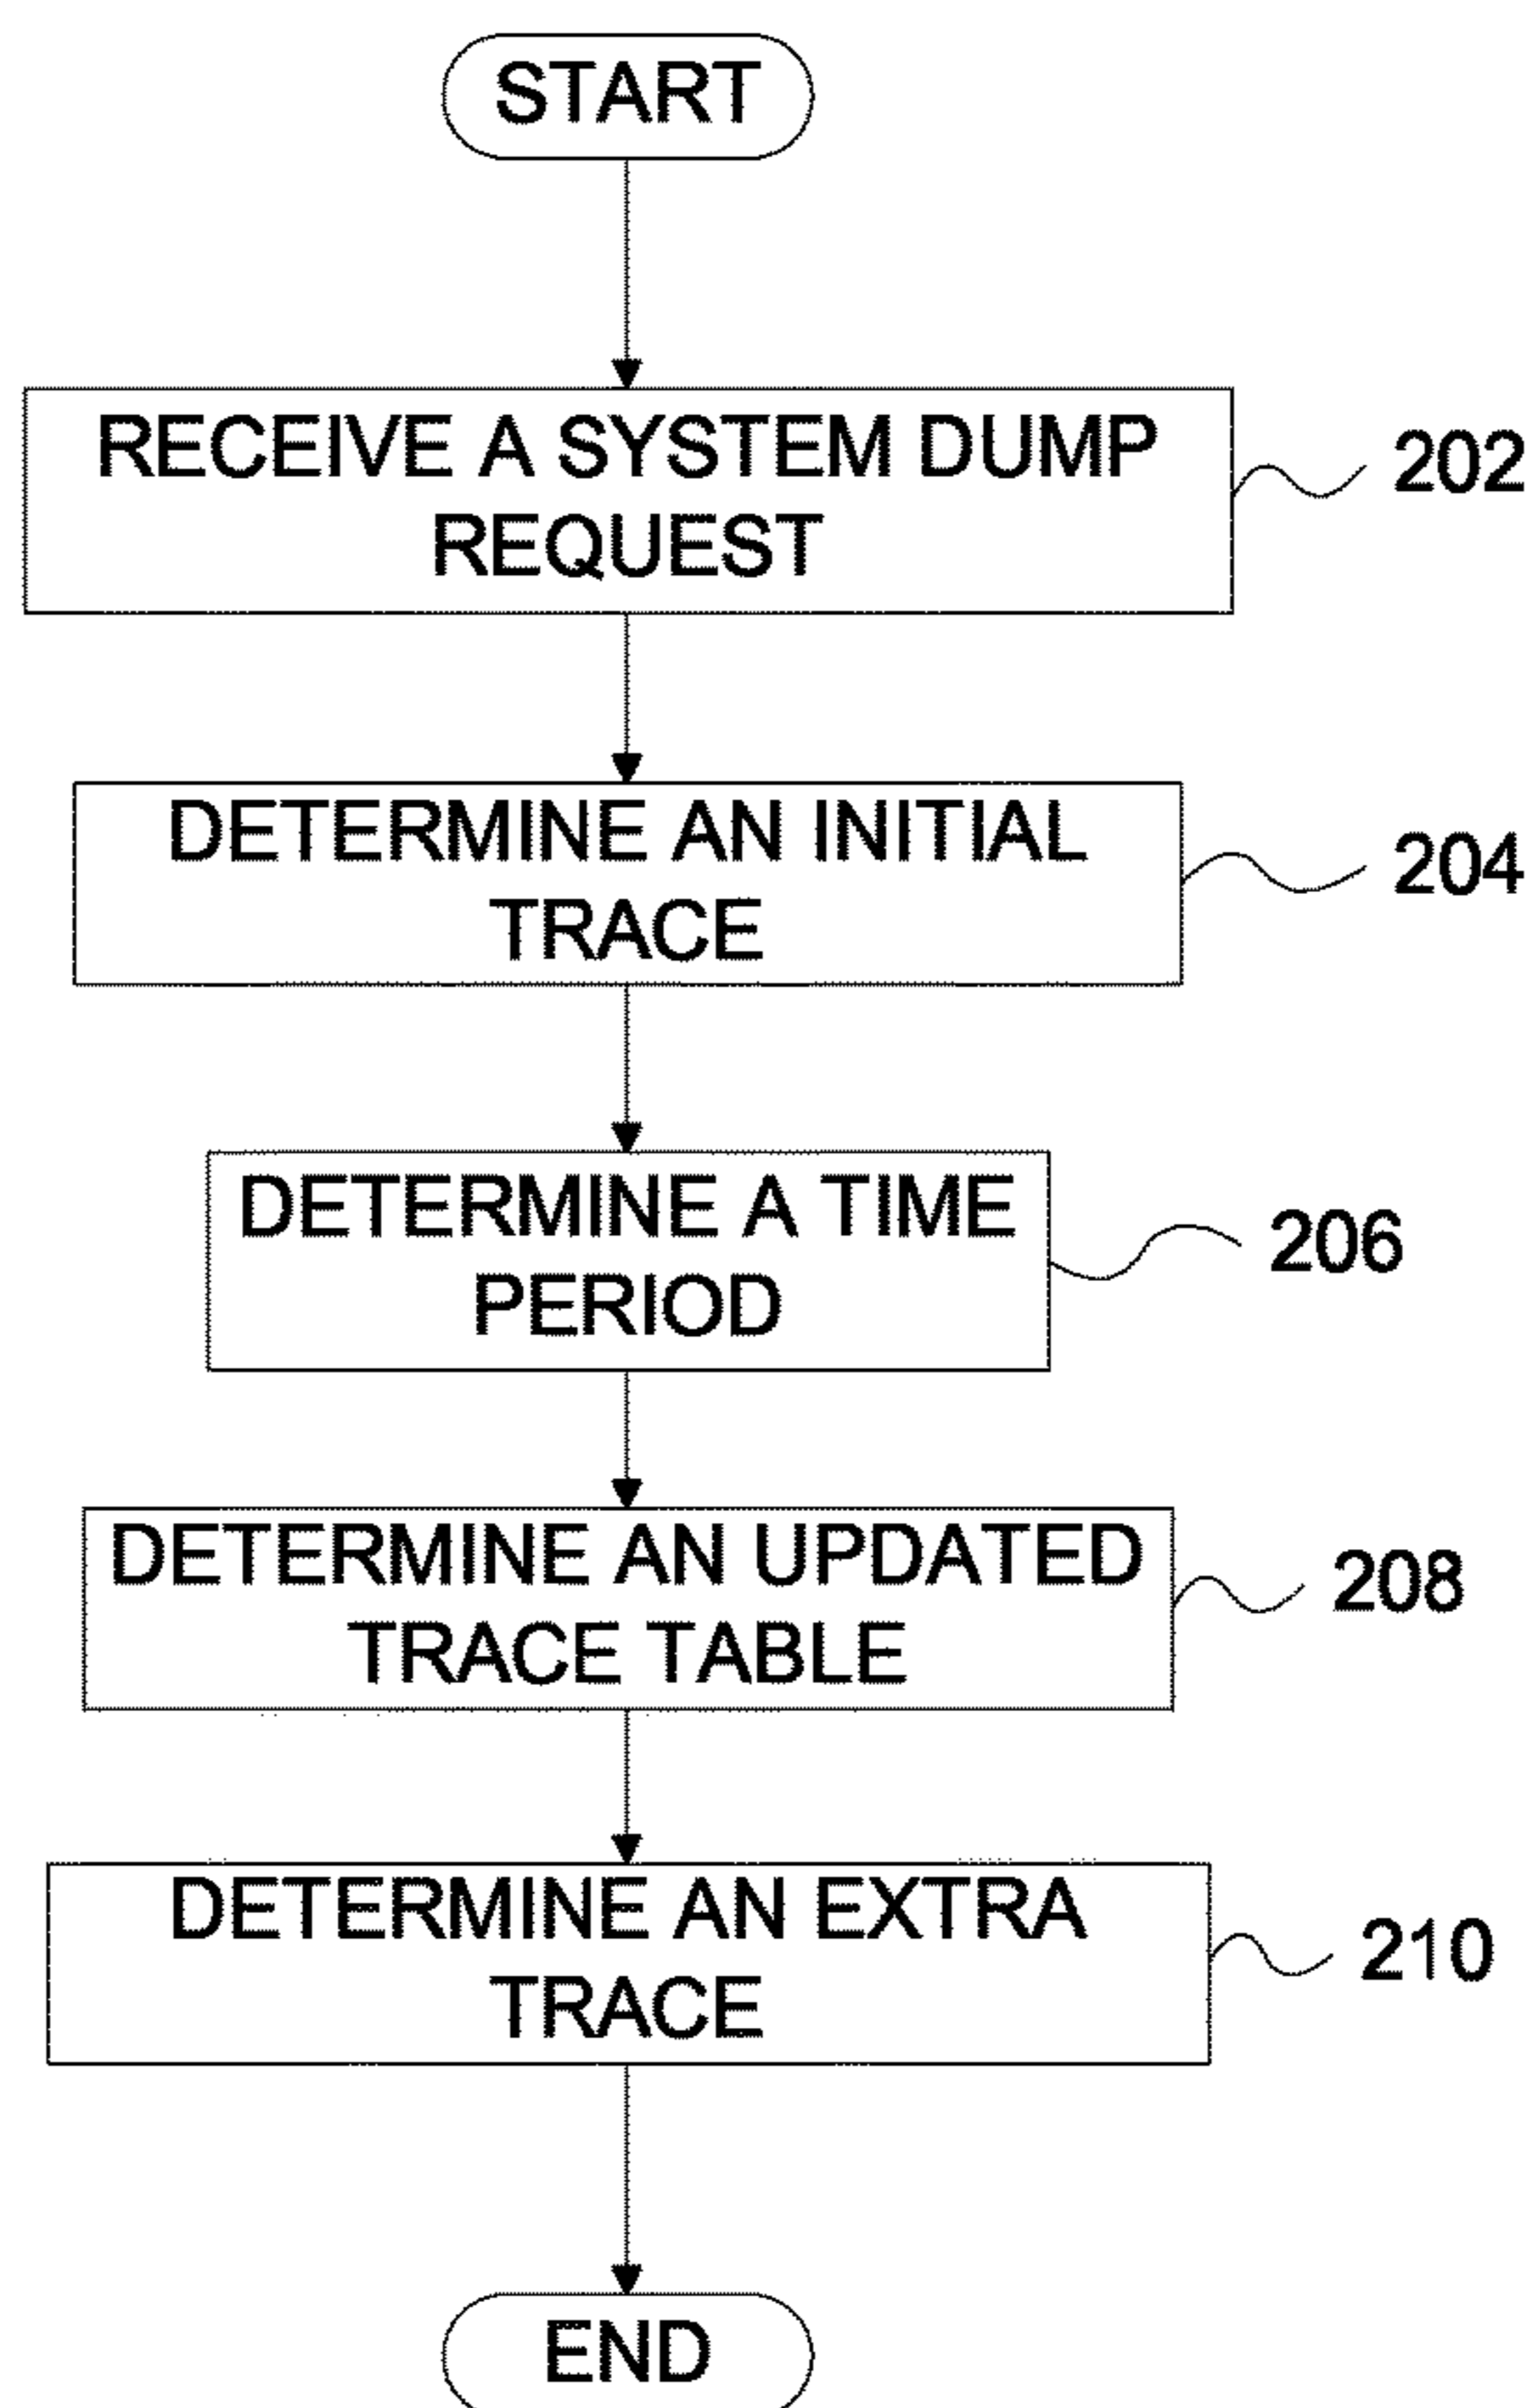 START
RECEIVE A SYSTEM DUMP
REQUEST
202
DETERMINE AN INITIAL
TRACE
204
DETERMINE A TIME
PERIOD
206
DETERMINE AN UPDATED
TRACE TABLE
208
DETERMINE AN EXTRA
TRACE
210
END